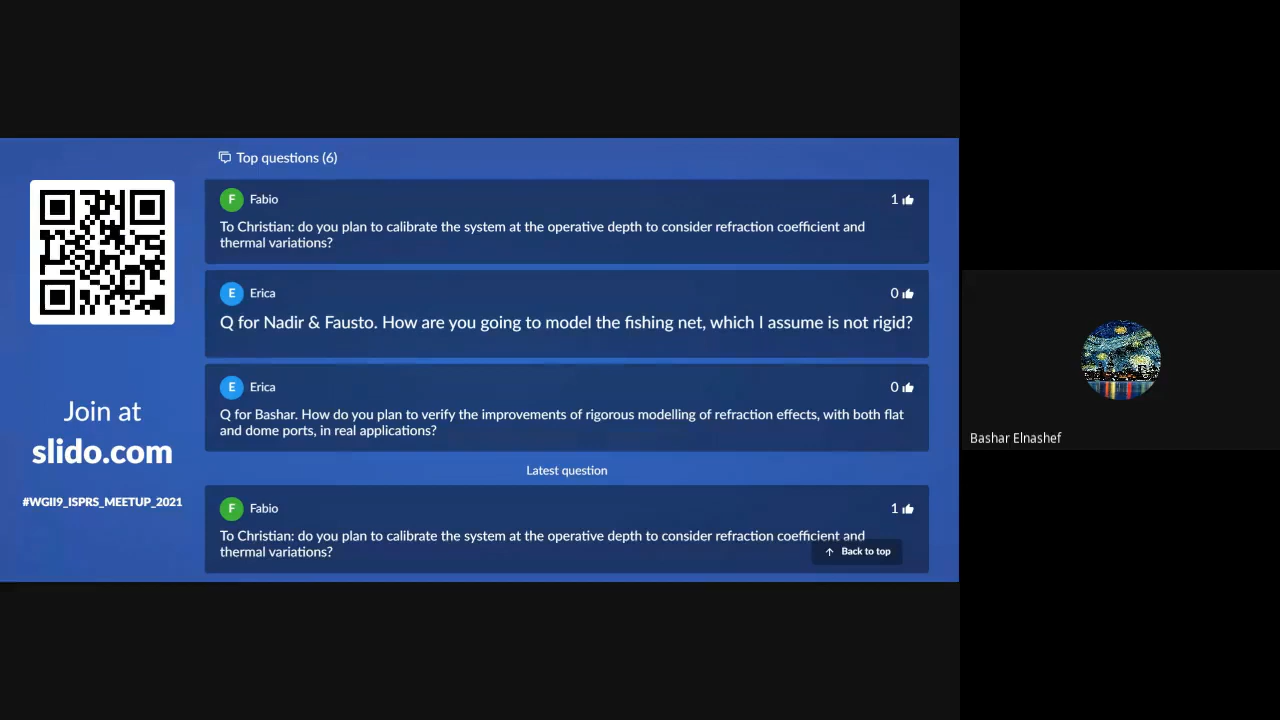 Top questions (6)
F Fabio
1
To Christian: do you plan to calibrate the system at the operative depth to consider refraction coefficient and
thermal variations?
E Erica
0
Q for Nadir & Fausto. How are you going to model the fishing net, which I assume is not rigid?
E Erica
0
Q for Bashar. How do you plan to verify the improvements of rigorous modelling of refraction effects, with both flat
and dome ports, in real applications?
Latest question
F Fabio
1
To Christian: do you plan to calibrate the system at the operative depth to consider refraction coefficient and
thermal variations?
Back to top
Join at
slido.com
#WGII9_ISPRS_MEETUP_2021
Bashar Elnashef